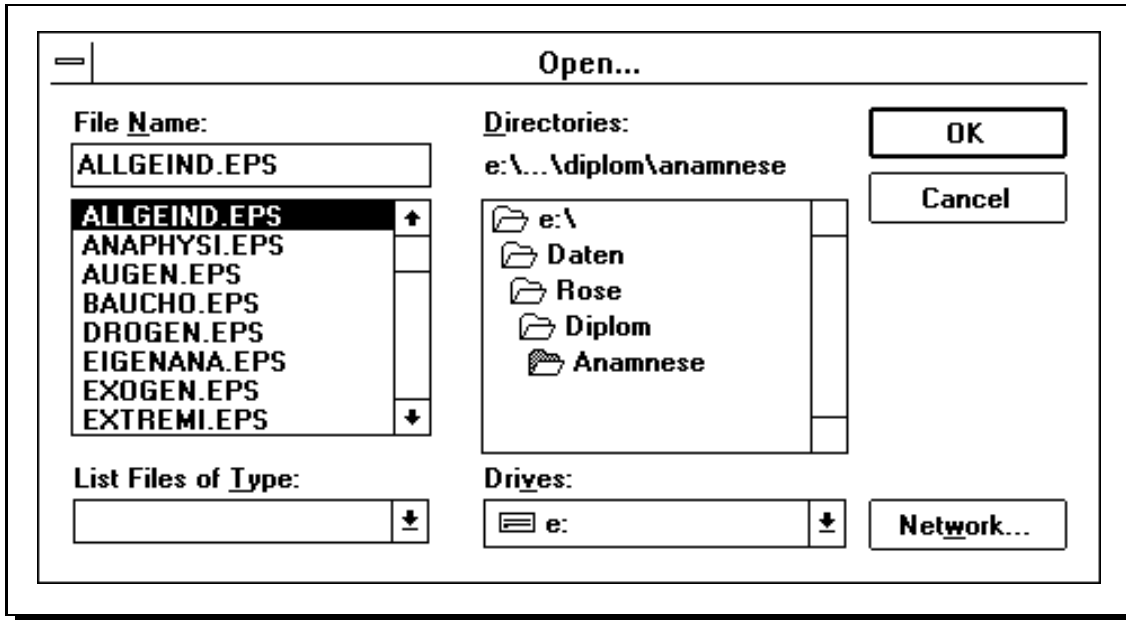 Open...
File Name:
ALLGEIND.EPS
ALLGEIND.EPS
ANAPHYSI.EPS
AUGEN.EPS
BAUCHO.EPS
DROGEN.EPS
EIGENANA.EPS
EXOGEN.EPS
EXTREMI.EPS
List Files of Type:
Directories:
e:\...\diplom\anamnese
e:\
Daten
Rose
Diplom
Anamnese
Drives:
e:
OK
Cancel
Network...